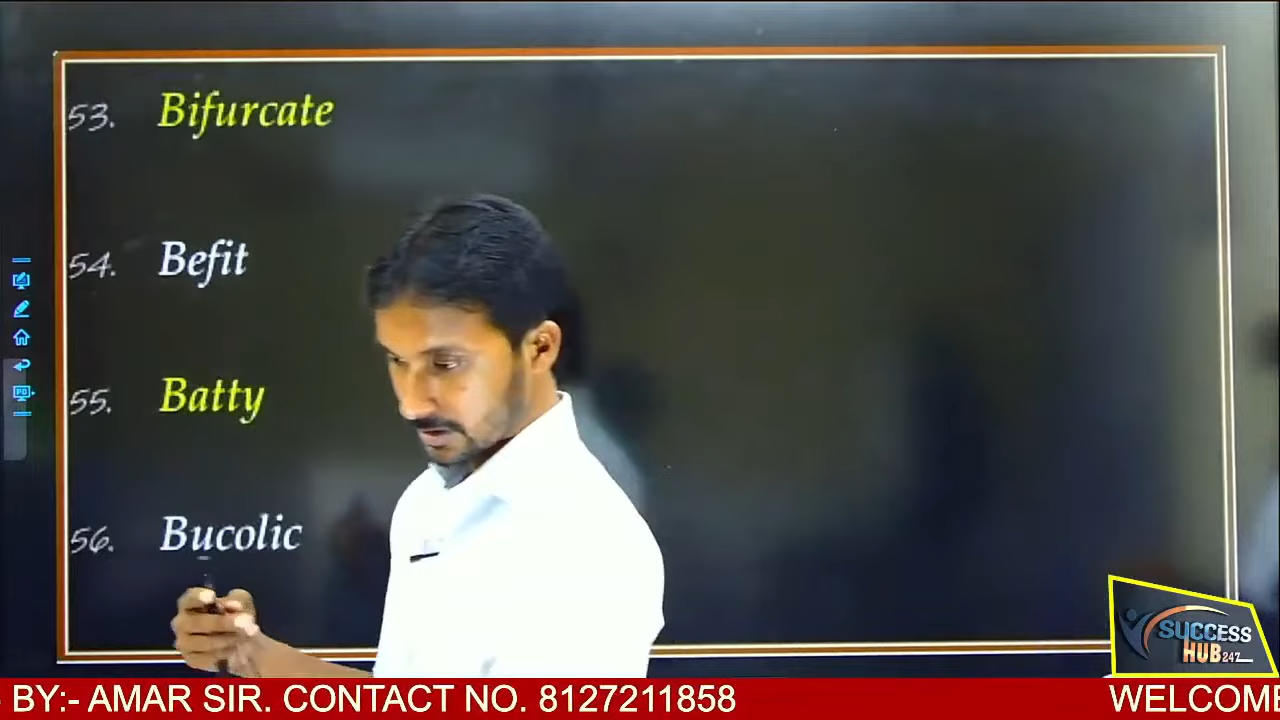 53. Bifurcate
54. Befit
55. Batty
56. Bucolic
SUCCESS
HUB247
BY:- AMAR SIR. CONTACT NO. 8127211858
WELCOME